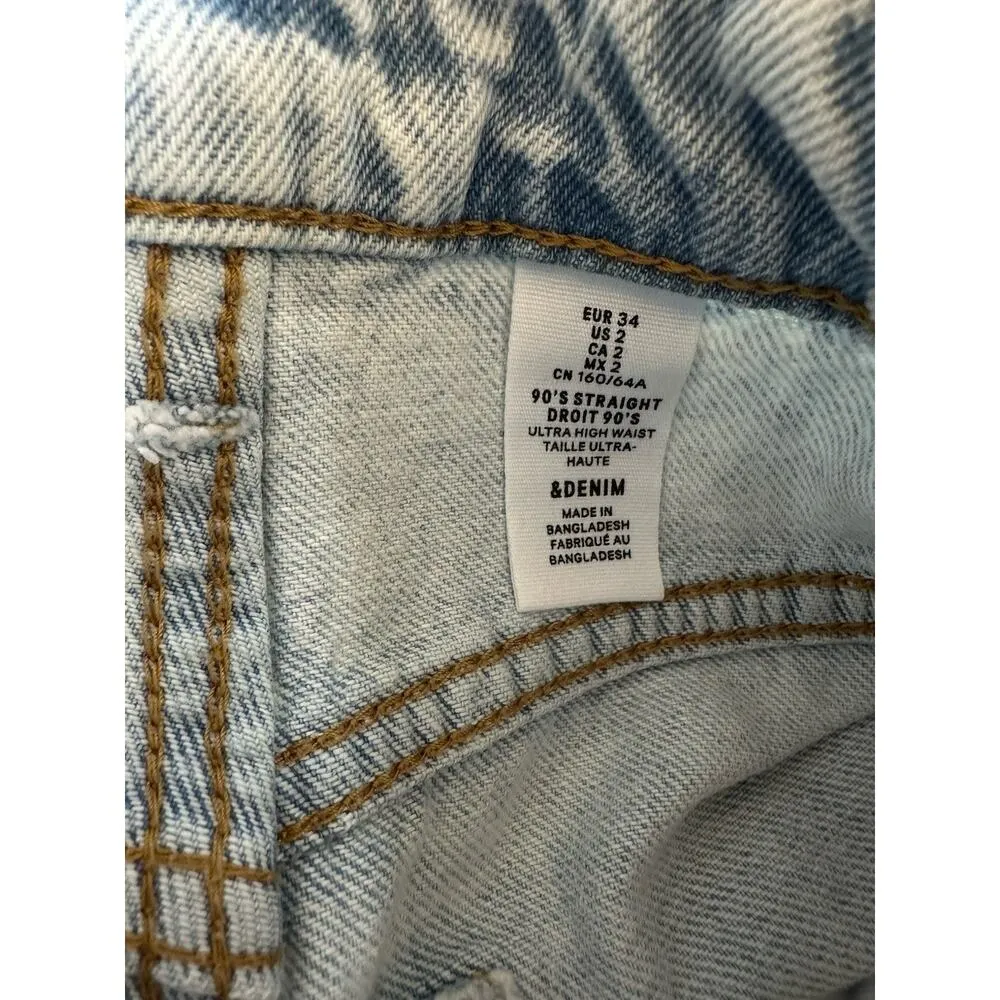 EUR 34
US 2
CA 2
MX 2
CN 160/64A
90'S STRAIGHT
DROIT 90'S
ULTRA HIGH WAIST
TAILLE ULTRA-
HAUTE
&DENIM
MADE IN
BANGLADESH
FABRIQUÉ AU
BANGLADESH